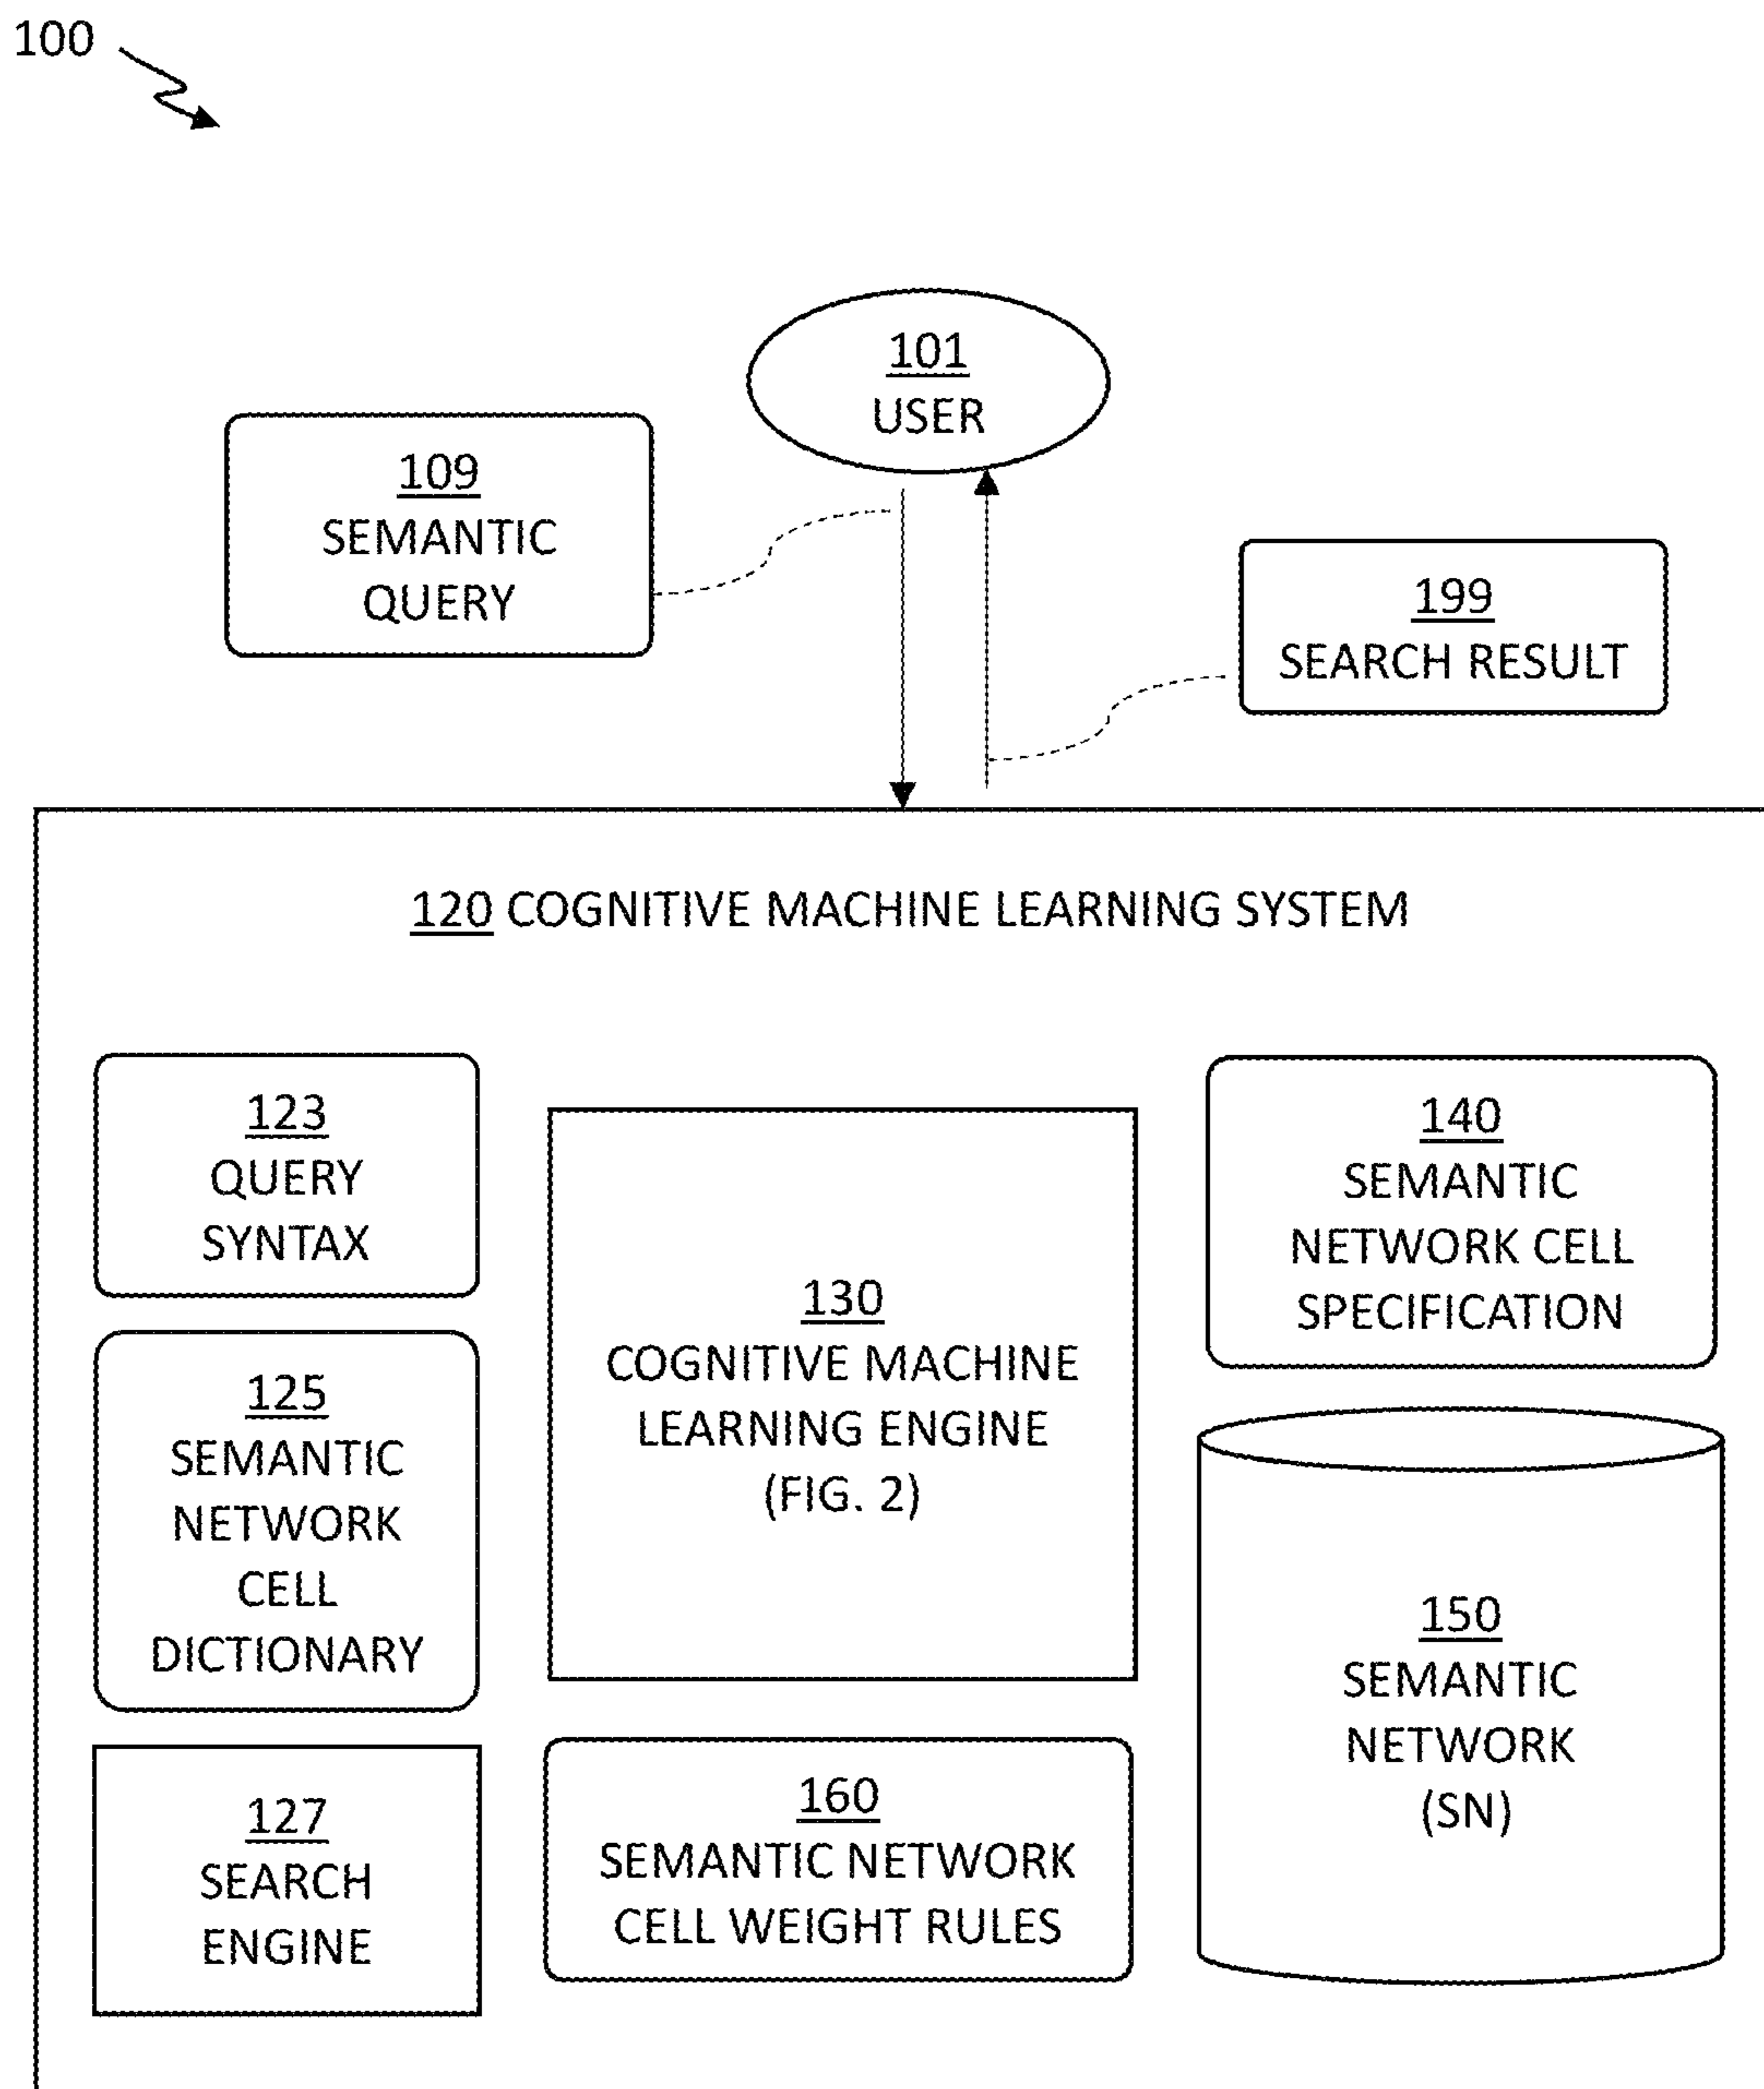 100
101
USER
109
SEMANTIC
QUERY
199
SEARCH RESULT
120 COGNITIVE MACHINE LEARNING SYSTEM
123
QUERY
SYNTAX
125
SEMANTIC
NETWORK
CELL
DICTIONARY
127
SEARCH
ENGINE
130
COGNITIVE MACHINE
LEARNING ENGINE
(FIG. 2)
160
SEMANTIC NETWORK
CELL WEIGHT RULES
140
SEMANTIC
NETWORK CELL
SPECIFICATION
150
SEMANTIC
NETWORK
(SN)